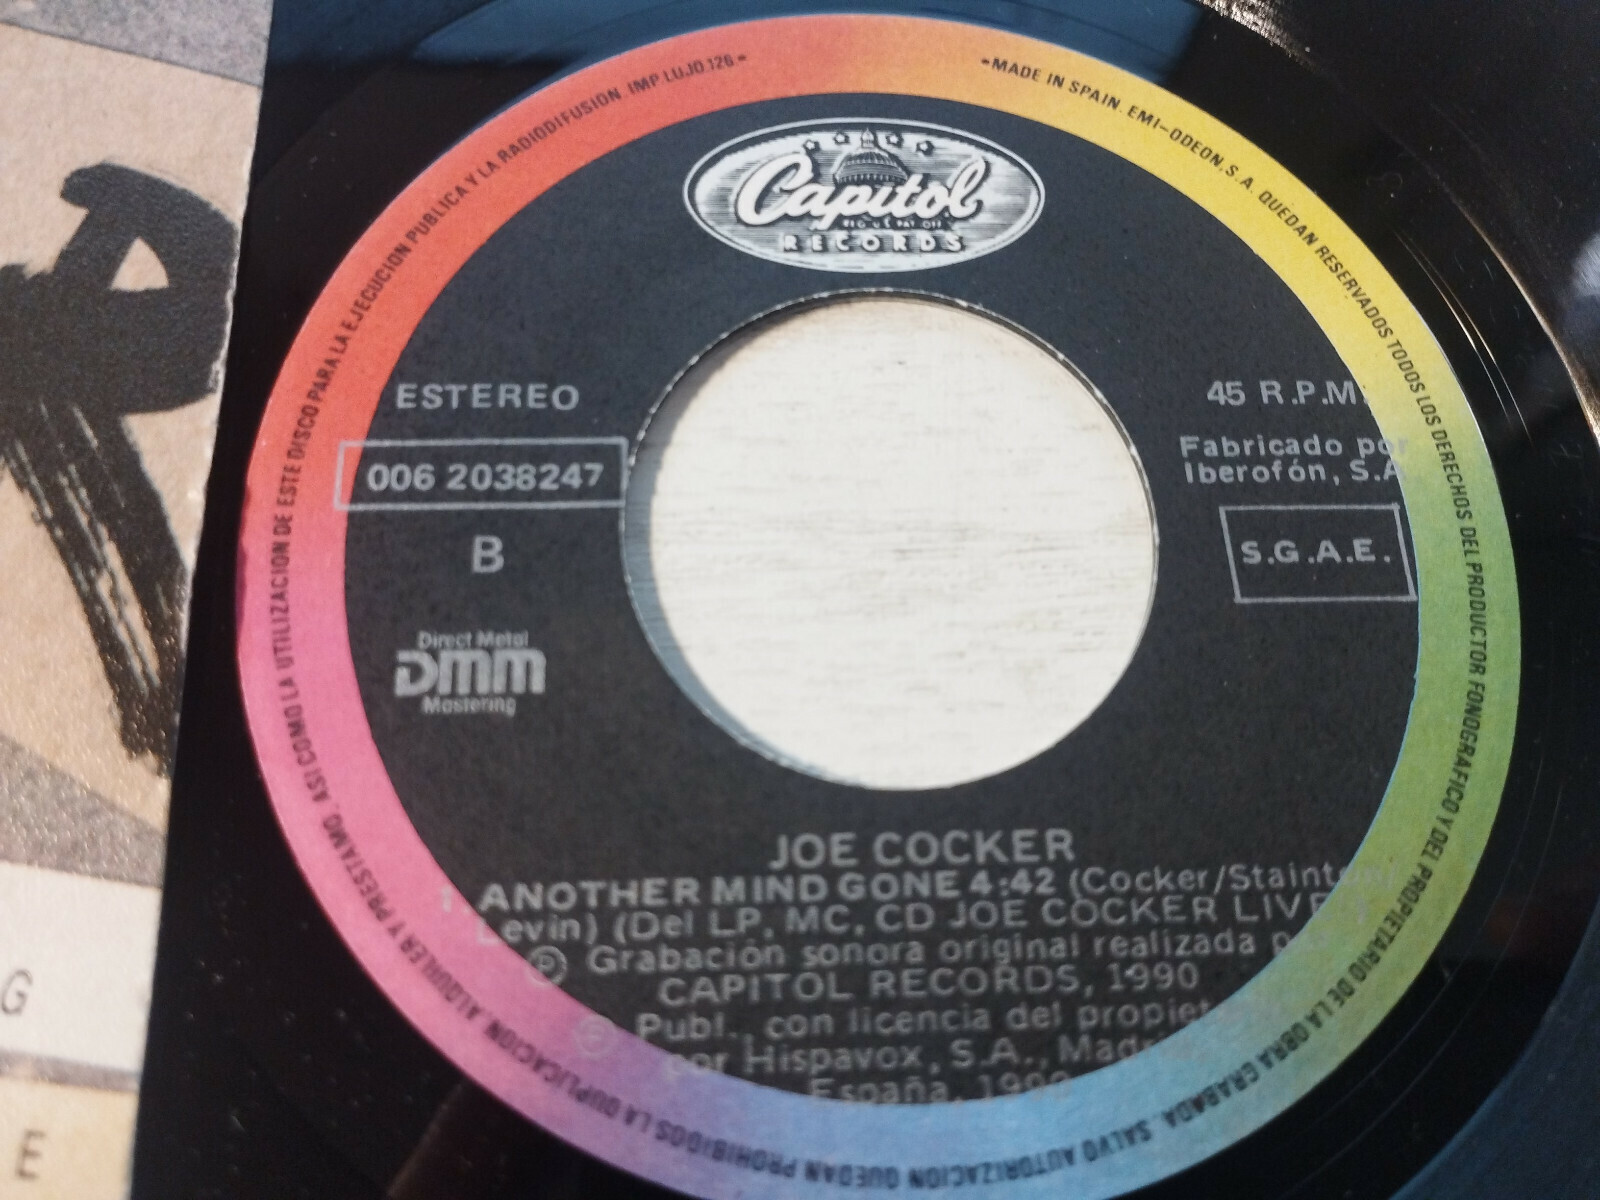 •MADE IN SPAIN. EMI-ODEON, S.A. QUEDAN RESERVADOS TODOS LOS DERECHOS DEL PRODUCTOR FONOGRAFICO Y DEL PROPIETARIO DE LA OBRA GRABADA. SALVO AUTORIZACION QUEDAN PROHIBIDOS LA DUPLICACION, ALQUILER Y PRESTAMO, ASI COMO LA UTILIZACION DE ESTE DISCO PARA LA EJECUCION PUBLICA Y LA RADIODIFUSION. IMP. LUJO.126•
Capitol
REG. U.S. PAT. OFF.
RECORDS
ESTEREO
45 R.P.M.
006 2038247
Fabricado por
Iberofón, S.A
B
S.G.A.E.
Direct Metal
DMM
Mastering
JOE COCKER
1. ANOTHER MIND GONE 4:42 (Cocker/Stainton/
Levin) (Del LP, MC, CD JOE COCKER LIVE
Ⓟ Grabación sonora original realizada
CAPITOL RECORDS, 1990
Publ., con licencia del
por Hispavox, S.A.,
España, 1990
G
E